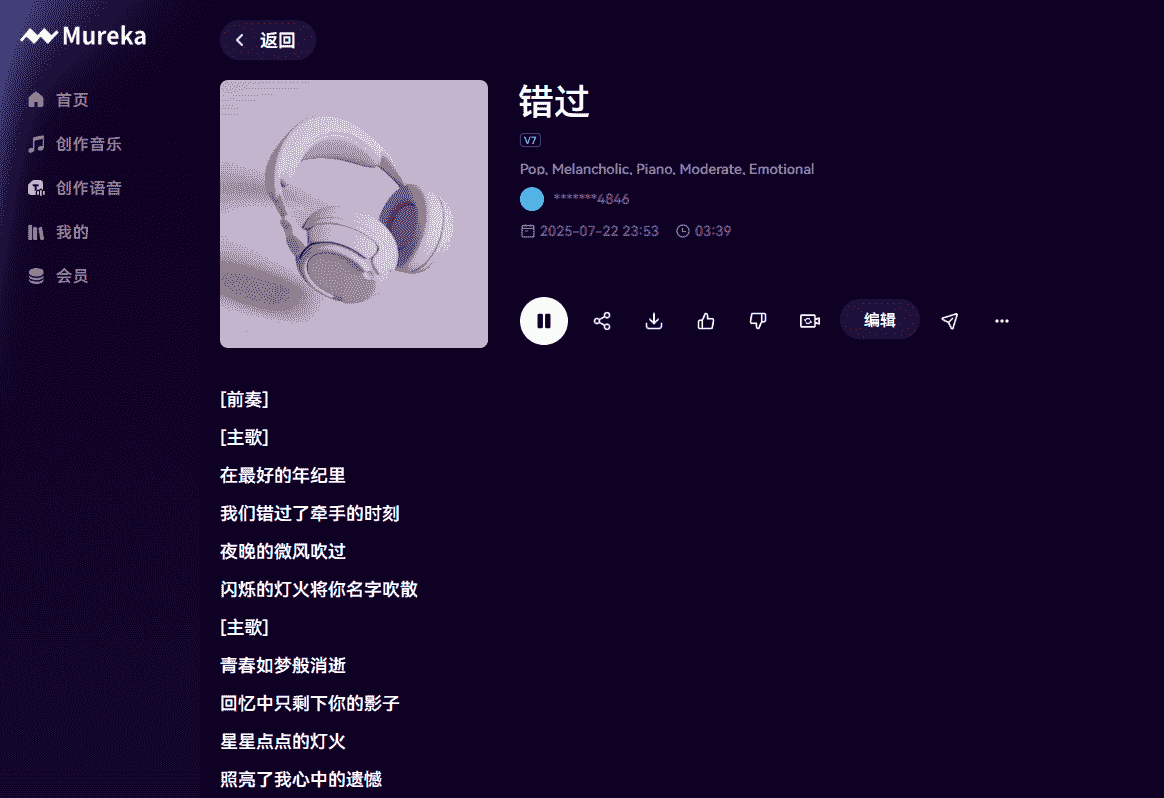 Mureka
首页
创作音乐
创作语音
我的
会员
返回
错过
V7
Pop, Melancholic, Piano, Moderate, Emotional
*******4846
2025-07-22 23:53 03:39
编辑
[前奏]
[主歌]
在最好的年纪里
我们错过了牵手的时刻
夜晚的微风吹过
闪烁的灯火将你名字吹散
[主歌]
青春如梦般消逝
回忆中只剩下你的影子
星星点点的灯火
照亮了我心中的遗憾